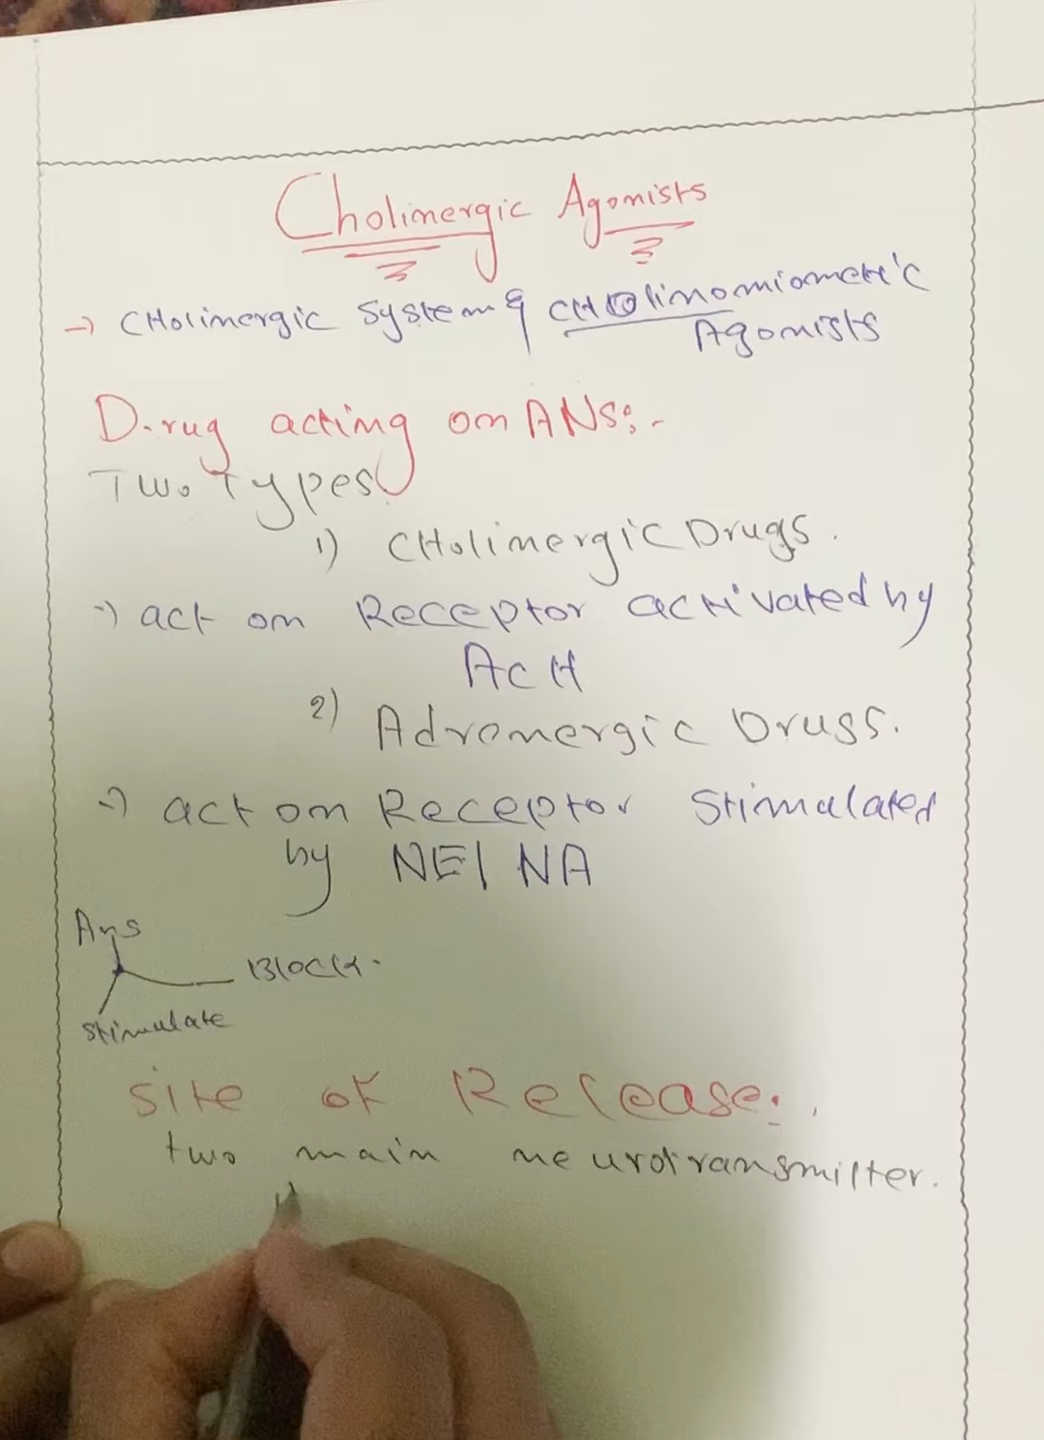 Cholinergic Agonists
→ CHolinergic System & CHOlinomiometic
Agonists
Drug acting on ANS:-
Two Types
1) CHolinergic Drugs.
→ act on Receptor activated by
AcH
2) Adrenergic Drugs.
→ act on Receptor Stimulated
by NE/ NA
Ans
Block.
Stimulate
Site of Release:.
two main neurotransmitter.